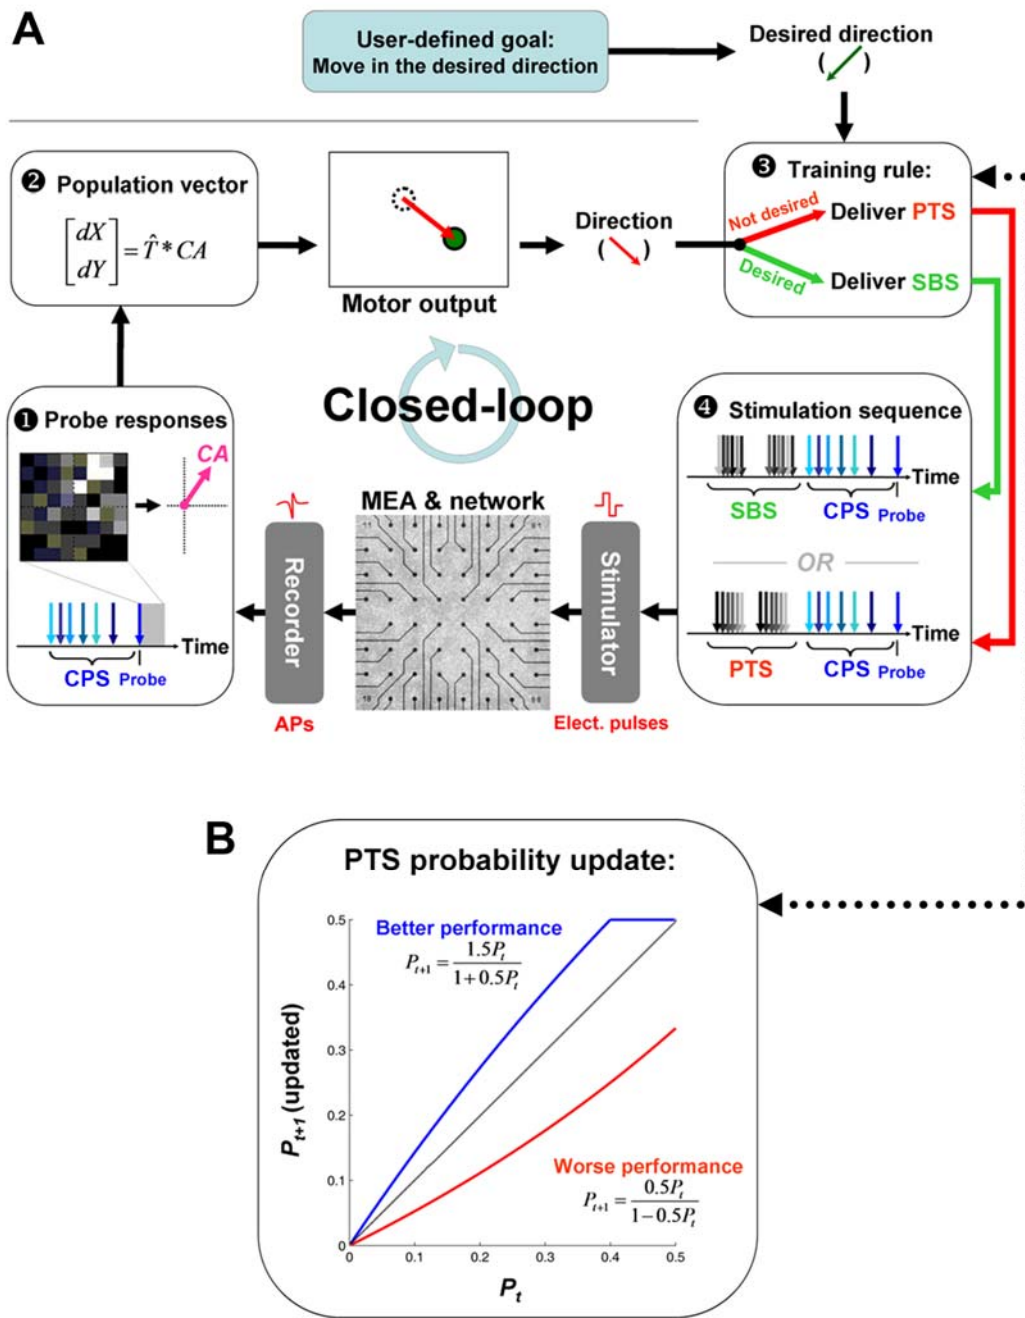 A
User-defined goal:
Move in the desired direction
Desired direction
( )
❷ Population vector
[dX dY] = T̂ * CA
Motor output
Direction
( )
❸ Training rule:
Not desired
Deliver PTS
Desired
Deliver SBS
Closed-loop
❶ Probe responses
CA
Time
CPS Probe
Recorder
APs
MEA & network
Stimulator
Elect. pulses
❹ Stimulation sequence
Time
SBS CPS Probe
OR
Time
PTS CPS Probe
B
PTS probability update:
Better performance
P_{t+1} = 1.5P_t / 1+0.5P_t
Worse performance
P_{t+1} = 0.5P_t / 1−0.5P_t
P_{t+1} (updated)
0.5
0.4
0.3
0.2
0.1
0
0 0.1 0.2 0.3 0.4 0.5
P_t